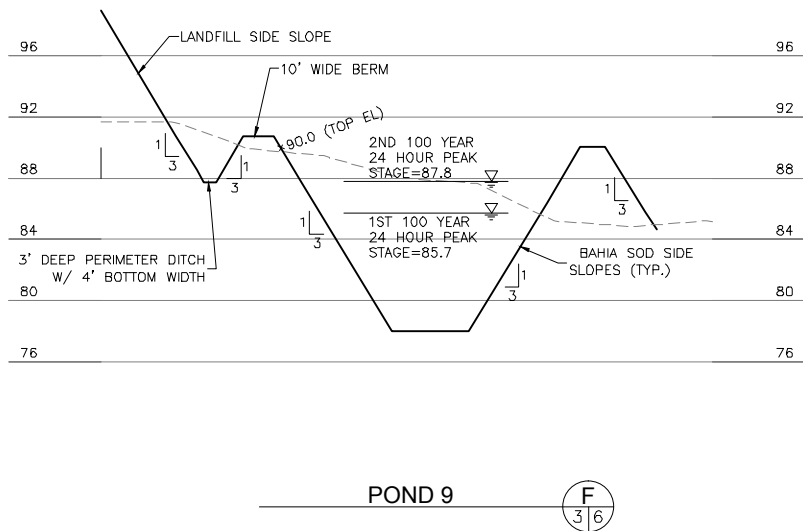 LANDFILL SIDE SLOPE
96
96
10' WIDE BERM
92
92
*90.0 (TOP EL)
1
3
1
3
2ND 100 YEAR
24 HOUR PEAK
STAGE=87.8
88
88
1
3
1
3
1ST 100 YEAR
24 HOUR PEAK
STAGE=85.7
84
84
3' DEEP PERIMETER DITCH
W/ 4' BOTTOM WIDTH
BAHIA SOD SIDE
SLOPES (TYP.)
1
3
80
80
76
76
POND 9
F
3 6